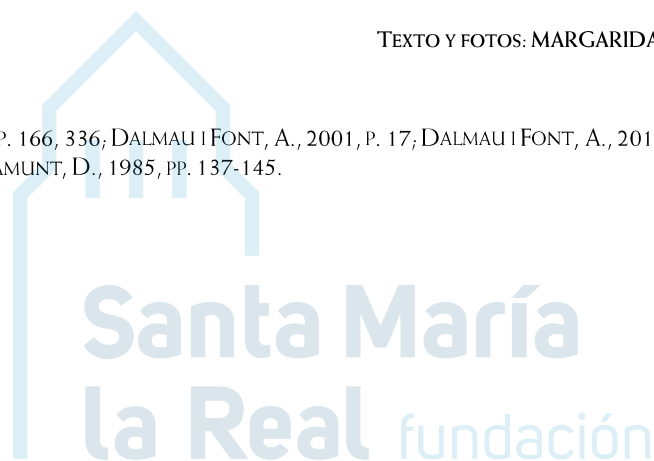 TEXTO Y FOTOS: MARGARIDA
P. 166, 336; DALMAU I FONT, A., 2001, P. 17; DALMAU I FONT, A., 201
AMUNT, D., 1985, PP. 137-145.
Santa María
la Real fundación